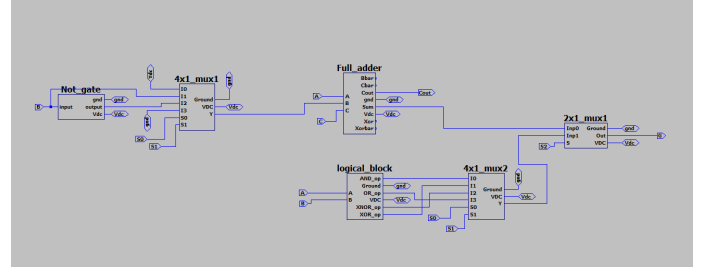 Not_gate
B
input
gnd
output
Vdc
gnd
Vdc
4x1_mux1
Vdc
gnd
I0
I1
I2
I3
S0
S1
Ground
VDC
Y
Vdc
gnd
S0
S1
Full_adder
A
B
C
Bbar
Cbar
Cout
gnd
Sum
Vdc
Xor
Xorbar
A
C
Cout
gnd
Vdc
2x1_mux1
Inp0
Inp1
S
Ground
Out
VDC
gnd
Vdc
S2
logical_block
A
B
AND_op
Ground
OR_op
VDC
XNOR_op
XOR_op
A
B
gnd
Vdc
4x1_mux2
I0
I1
I2
I3
S0
S1
Ground
VDC
Y
gnd
Vdc
S0
S1